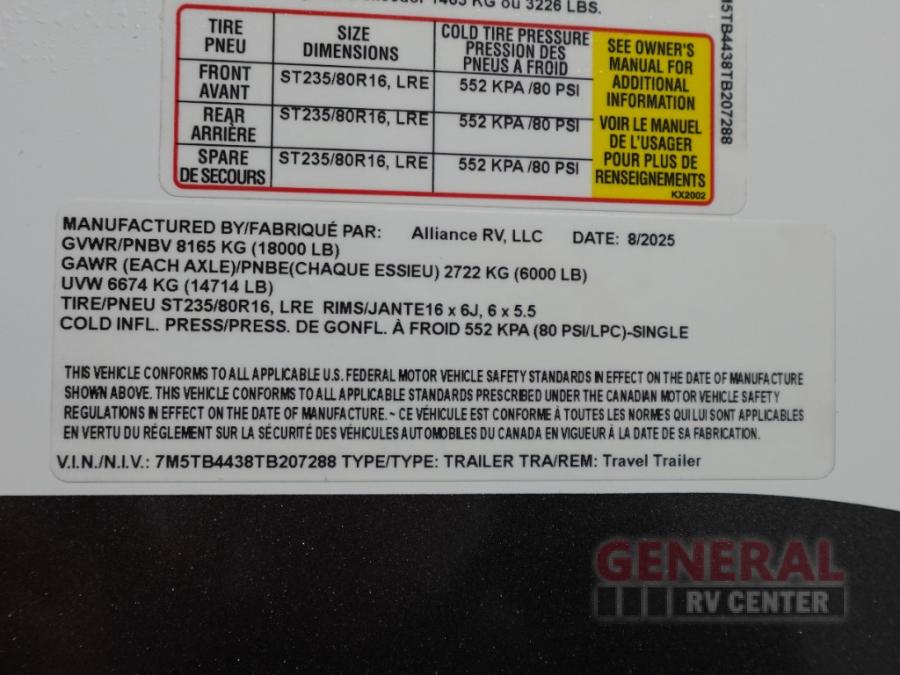 1463 KG ou 3226 LBS.
TIRE PNEU
SIZE DIMENSIONS
COLD TIRE PRESSURE PRESSION DES PNEUS A FROID
SEE OWNER'S MANUAL FOR ADDITIONAL INFORMATION
VOIR LE MANUEL DE L'USAGER POUR PLUS DE RENSEIGNEMENTS
FRONT AVANT
ST235/80R16, LRE
552 KPA /80 PSI
REAR ARRIÈRE
ST235/80R16, LRE
552 KPA /80 PSI
SPARE DE SECOURS
ST235/80R16, LRE
552 KPA /80 PSI
KX2002
M5TB4438TB207288
MANUFACTURED BY/FABRIQUÉ PAR: Alliance RV, LLC DATE: 8/2025
GVWR/PNBV 8165 KG (18000 LB)
GAWR (EACH AXLE)/PNBE(CHAQUE ESSIEU) 2722 KG (6000 LB)
UVW 6674 KG (14714 LB)
TIRE/PNEU ST235/80R16, LRE RIMS/JANTE16 x 6J, 6 x 5.5
COLD INFL. PRESS/PRESS. DE GONFL. À FROID 552 KPA (80 PSI/LPC)-SINGLE
THIS VEHICLE CONFORMS TO ALL APPLICABLE U.S. FEDERAL MOTOR VEHICLE SAFETY STANDARDS IN EFFECT ON THE DATE OF MANUFACTURE
SHOWN ABOVE. THIS VEHICLE CONFORMS TO ALL APPLICABLE STANDARDS PRESCRIBED UNDER THE CANADIAN MOTOR VEHICLE SAFETY
REGULATIONS IN EFFECT ON THE DATE OF MANUFACTURE.~ CE VÉHICULE EST CONFORME À TOUTES LES NORMES QUI LUI SONT APPLICABLES
EN VERTU DU RÉGLEMENT SUR LA SÉCURITÉ DES VÉHICULES AUTOMOBILES DU CANADA EN VIGUEUR À LA DATE DE SA FABRICATION.
V.I.N./N.I.V.: 7M5TB4438TB207288 TYPE/TYPE: TRAILER TRA/REM: Travel Trailer
GENERAL
RV CENTER